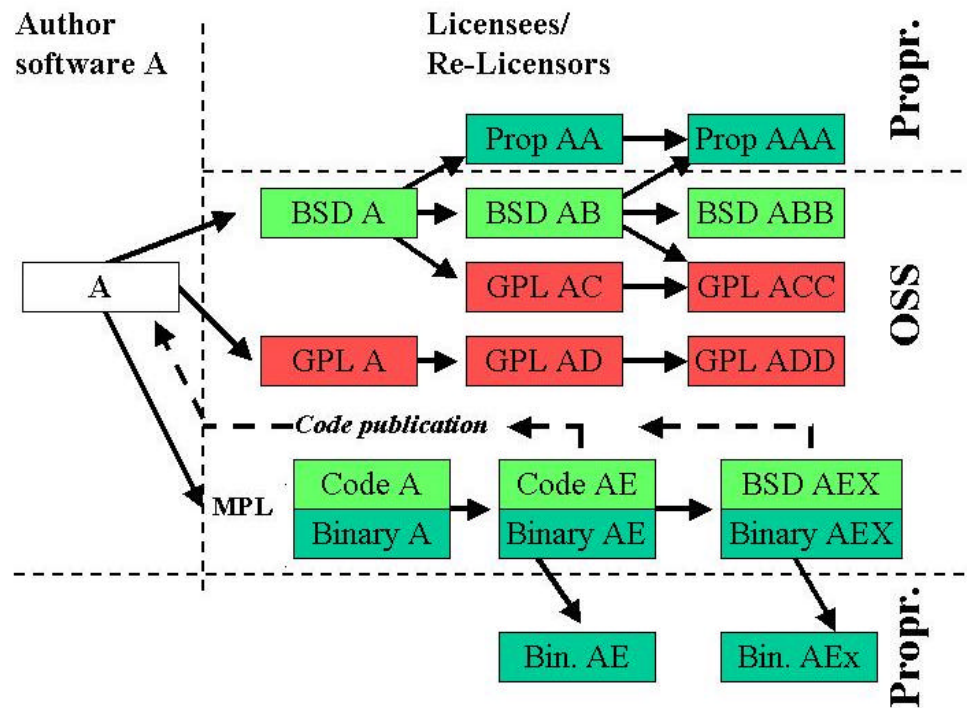 Author
software A
Licensees/
Re-Licensors
Propr.
Prop AA
Prop AAA
BSD A
BSD AB
BSD ABB
OSS
A
GPL AC
GPL ACC
GPL A
GPL AD
GPL ADD
Code publication
MPL
Code A
Binary A
Code AE
Binary AE
BSD AEX
Binary AEX
Propr.
Bin. AE
Bin. AEx